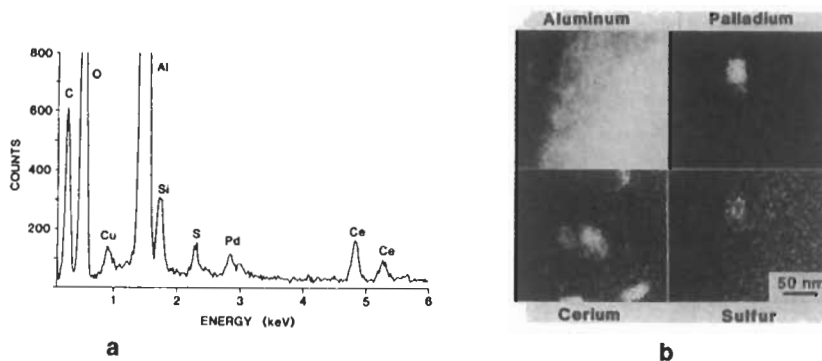 800
600
400
200
COUNTS
C
O
Cu
Al
Si
S
Pd
Ce
Ce
1 2 3 4 5 6
ENERGY (keV)
a
Aluminum Palladium
50 nm
Cerium Sulfur
b